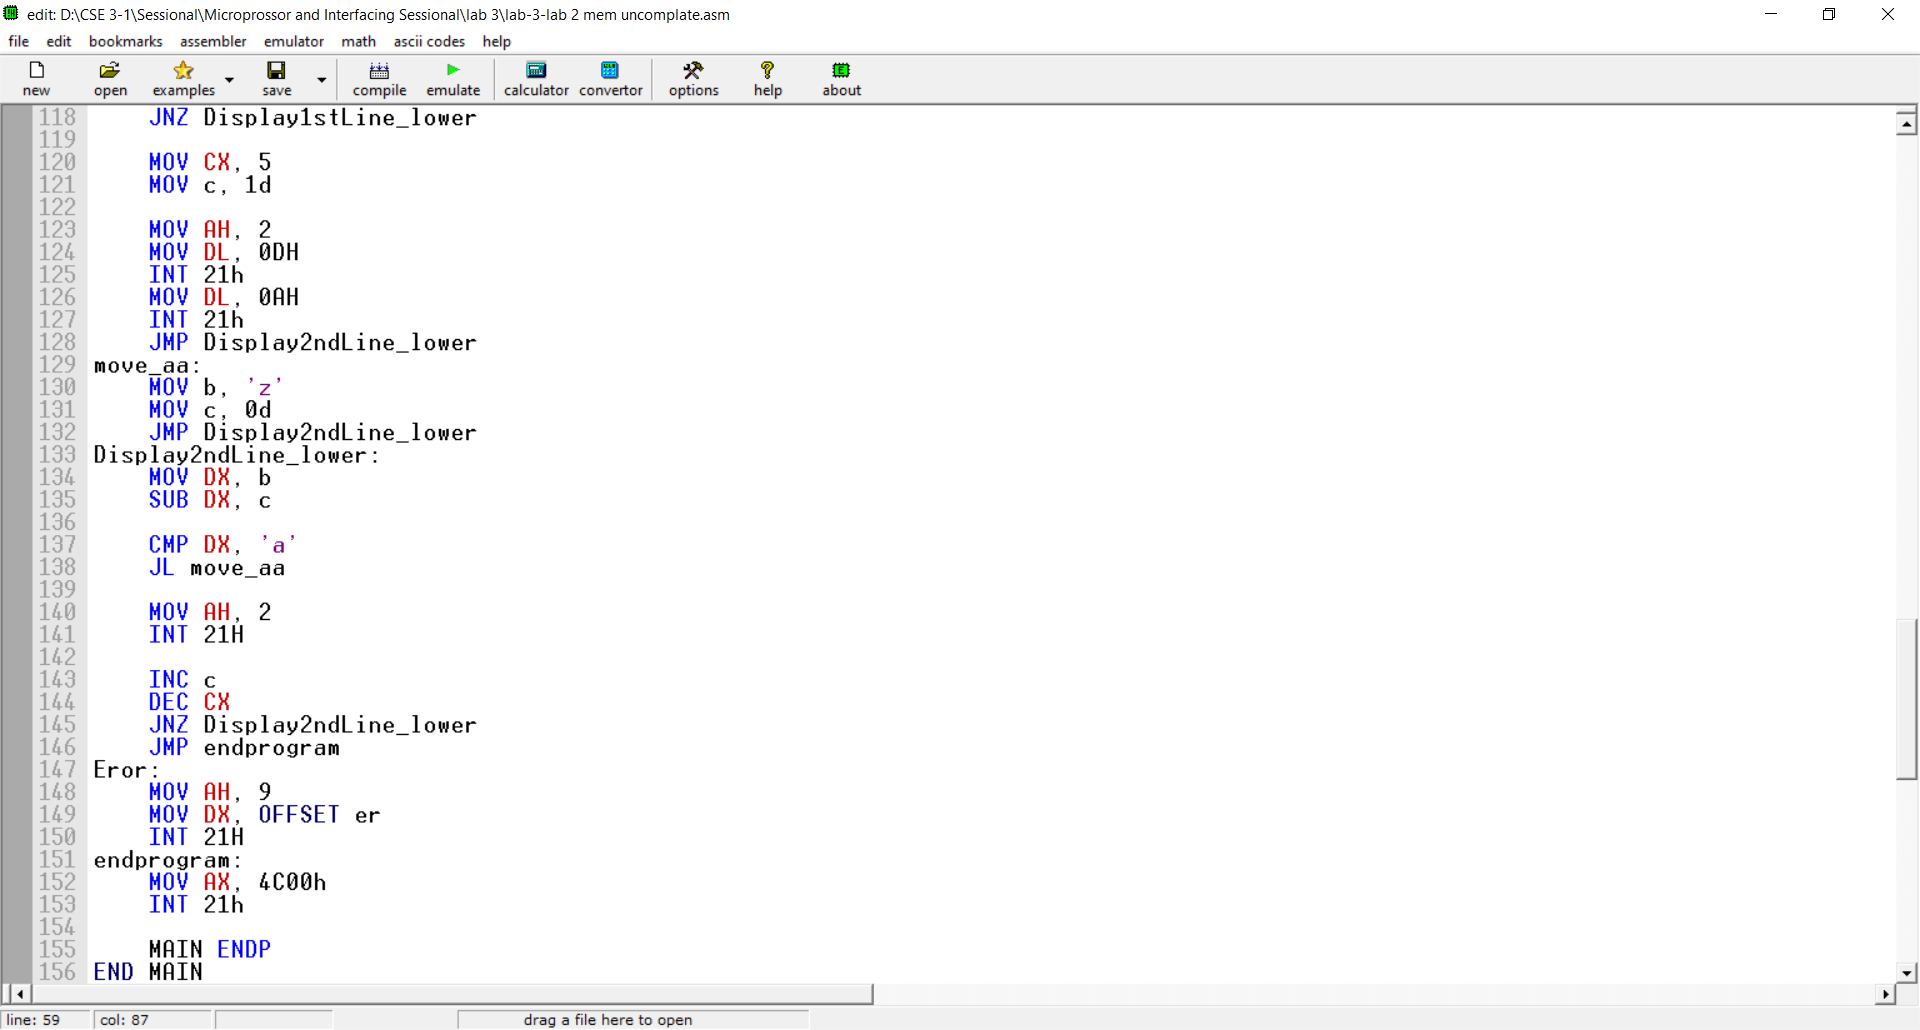 edit: D:\CSE 3-1\Sessional\Microprossor and Interfacing Sessional\lab 3\lab-3-lab 2 mem uncomplate.asm
file edit bookmarks assembler emulator math ascii codes help
new open examples save compile emulate calculator convertor options help about
118 JNZ Display1stLine_lower
119
120 MOV CX, 5
121 MOV c, 1d
122
123 MOV AH, 2
124 MOV DL, 0DH
125 INT 21h
126 MOV DL, 0AH
127 INT 21h
128 JMP Display2ndLine_lower
129 move_aa:
130 MOV b, 'z'
131 MOV c, 0d
132 JMP Display2ndLine_lower
133 Display2ndLine_lower:
134 MOV DX, b
135 SUB DX, c
136
137 CMP DX, 'a'
138 JL move_aa
139
140 MOV AH, 2
141 INT 21H
142
143 INC c
144 DEC CX
145 JNZ Display2ndLine_lower
146 JMP endprogram
147 Eror:
148 MOV AH, 9
149 MOV DX, OFFSET er
150 INT 21H
151 endprogram:
152 MOV AX, 4C00h
153 INT 21h
154
155 MAIN ENDP
156 END MAIN
line: 59 col: 87 drag a file here to open